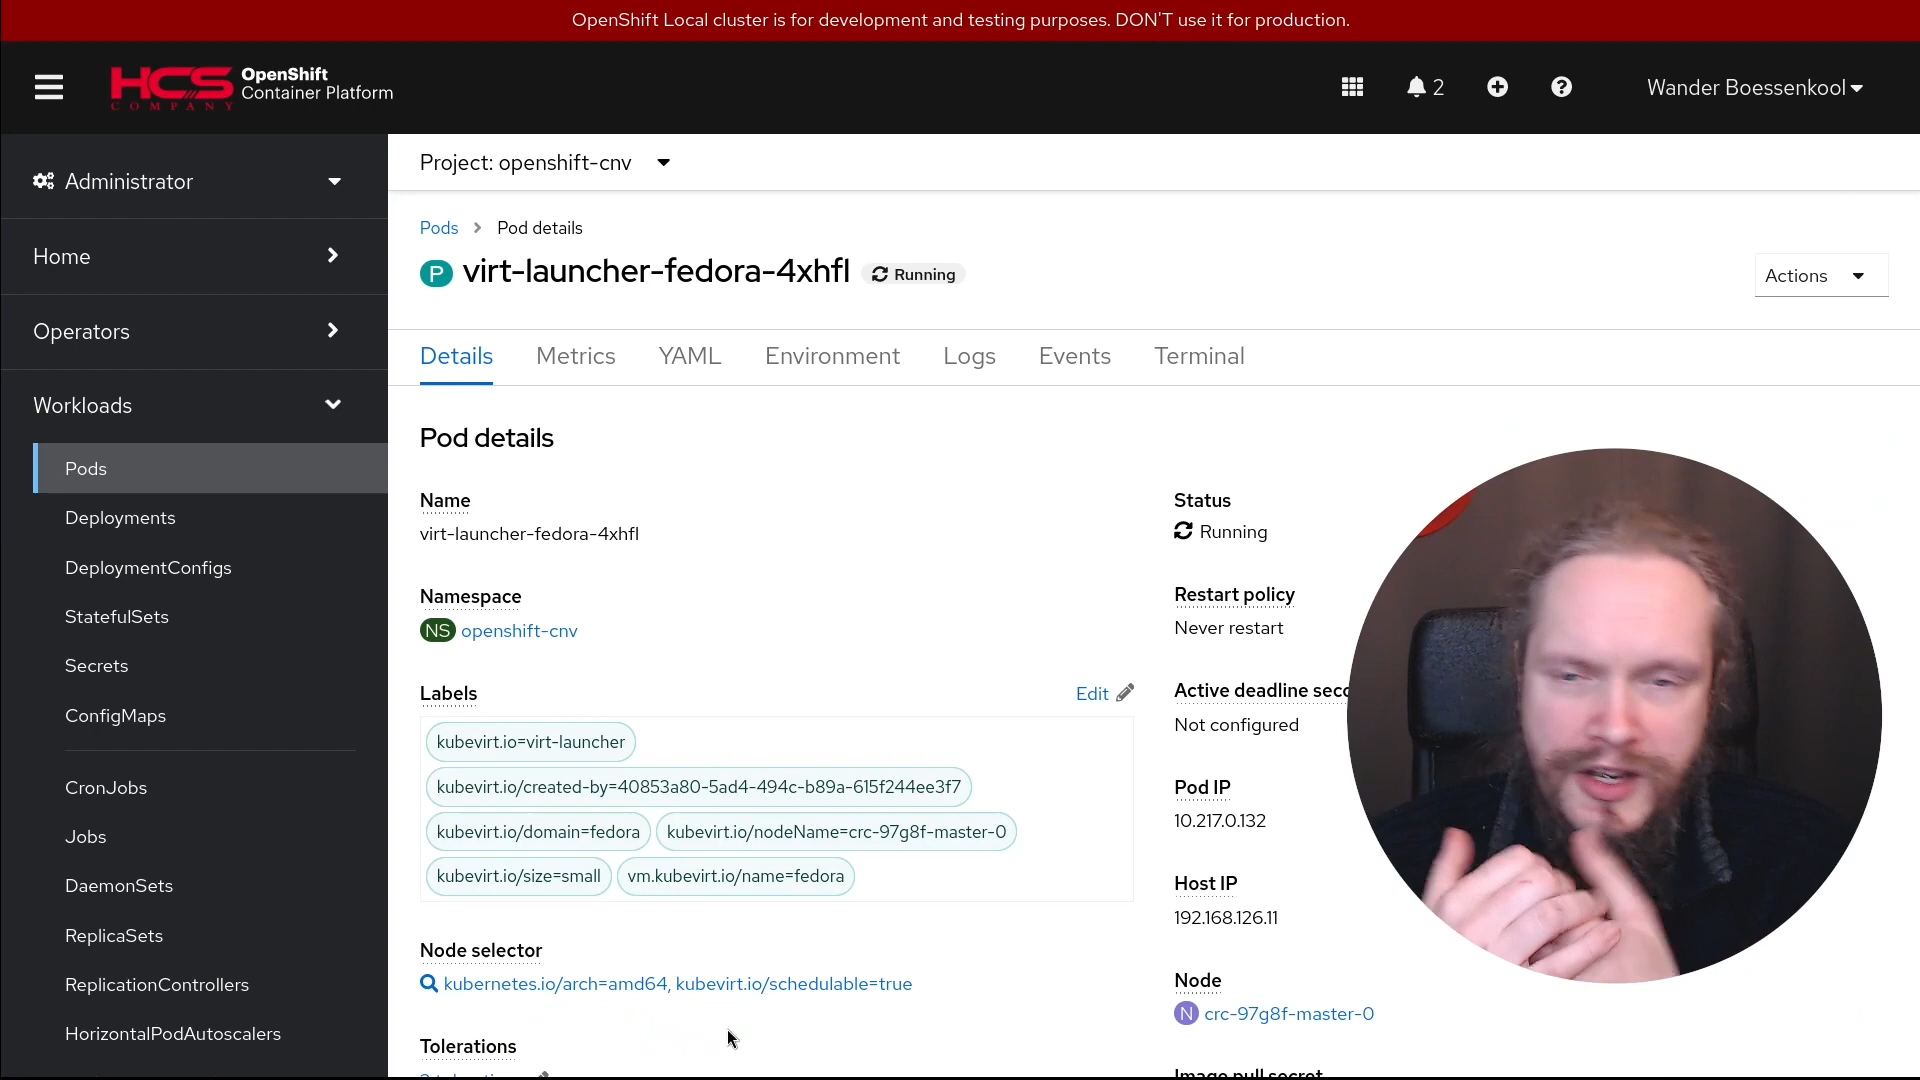 OpenShift Local cluster is for development and testing purposes. DON'T use it for production.
HCS COMPANY
OpenShift
Container Platform
2
Wander Boessenkool
Administrator
Home
Operators
Workloads
Pods
Deployments
DeploymentConfigs
StatefulSets
Secrets
ConfigMaps
CronJobs
Jobs
DaemonSets
ReplicaSets
ReplicationControllers
HorizontalPodAutoscalers
Project: openshift-cnv
Pods > Pod details
P virt-launcher-fedora-4xhfl Running
Actions
Details Metrics YAML Environment Logs Events Terminal
Pod details
Name
virt-launcher-fedora-4xhfl
Namespace
NS openshift-cnv
Labels Edit
kubevirt.io=virt-launcher
kubevirt.io/created-by=40853a80-5ad4-494c-b89a-615f244ee3f7
kubevirt.io/domain=fedora kubevirt.io/nodeName=crc-97g8f-master-0
kubevirt.io/size=small vm.kubevirt.io/name=fedora
Node selector
kubernetes.io/arch=amd64, kubevirt.io/schedulable=true
Tolerations
Status
Running
Restart policy
Never restart
Active deadline
Not configured
Pod IP
10.217.0.132
Host IP
192.168.126.11
Node
N crc-97g8f-master-0
Image pull secret